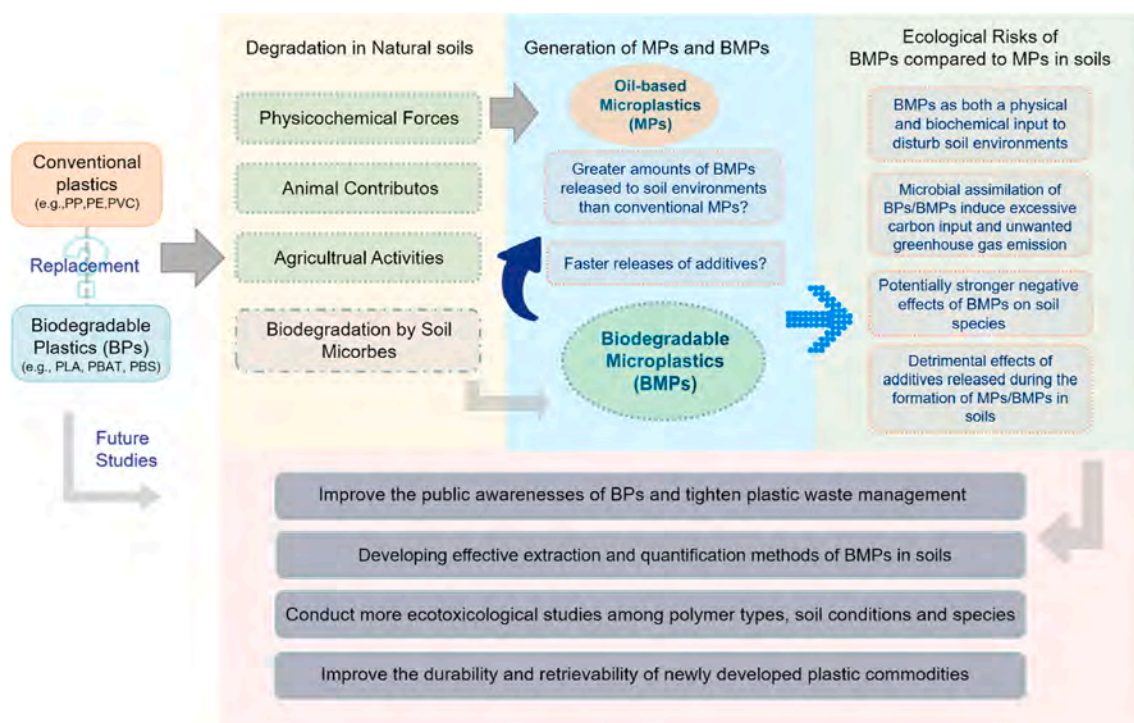 Conventional
plastics
(e.g.,PP,PE,PVC)
?
Replacement
Biodegradable
Plastics (BPs)
(e.g., PLA, PBAT, PBS)
Future
Studies
Degradation in Natural soils
Physicochemical Forces
Animal Contributos
Agricultrual Activities
Biodegradation by Soil
Micorbes
Generation of MPs and BMPs
Oil-based
Microplastics
(MPs)
Greater amounts of BMPs
released to soil environments
than conventional MPs?
Faster releases of additives?
Biodegradable
Microplastics
(BMPs)
Ecological Risks of
BMPs compared to MPs in soils
BMPs as both a physical
and biochemical input to
disturb soil environments
Microbial assimilation of
BPs/BMPs induce excessive
carbon input and unwanted
greenhouse gas emission
Potentially stronger negative
effects of BMPs on soil
species
Detrimental effects of
additives released during the
formation of MPs/BMPs in
soils
Improve the public awarenesses of BPs and tighten plastic waste management
Developing effective extraction and quantification methods of BMPs in soils
Conduct more ecotoxicological studies among polymer types, soil conditions and species
Improve the durability and retrievability of newly developed plastic commodities